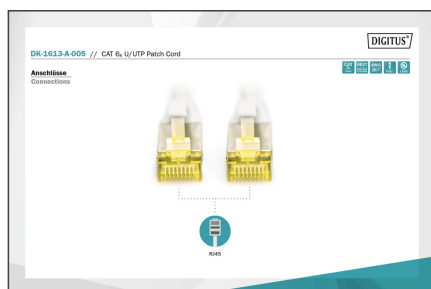 DIGITUS®
DK-1613-A-005 // CAT 6A U/UTP Patch Cord
Anschlüsse
Connections
RJ45